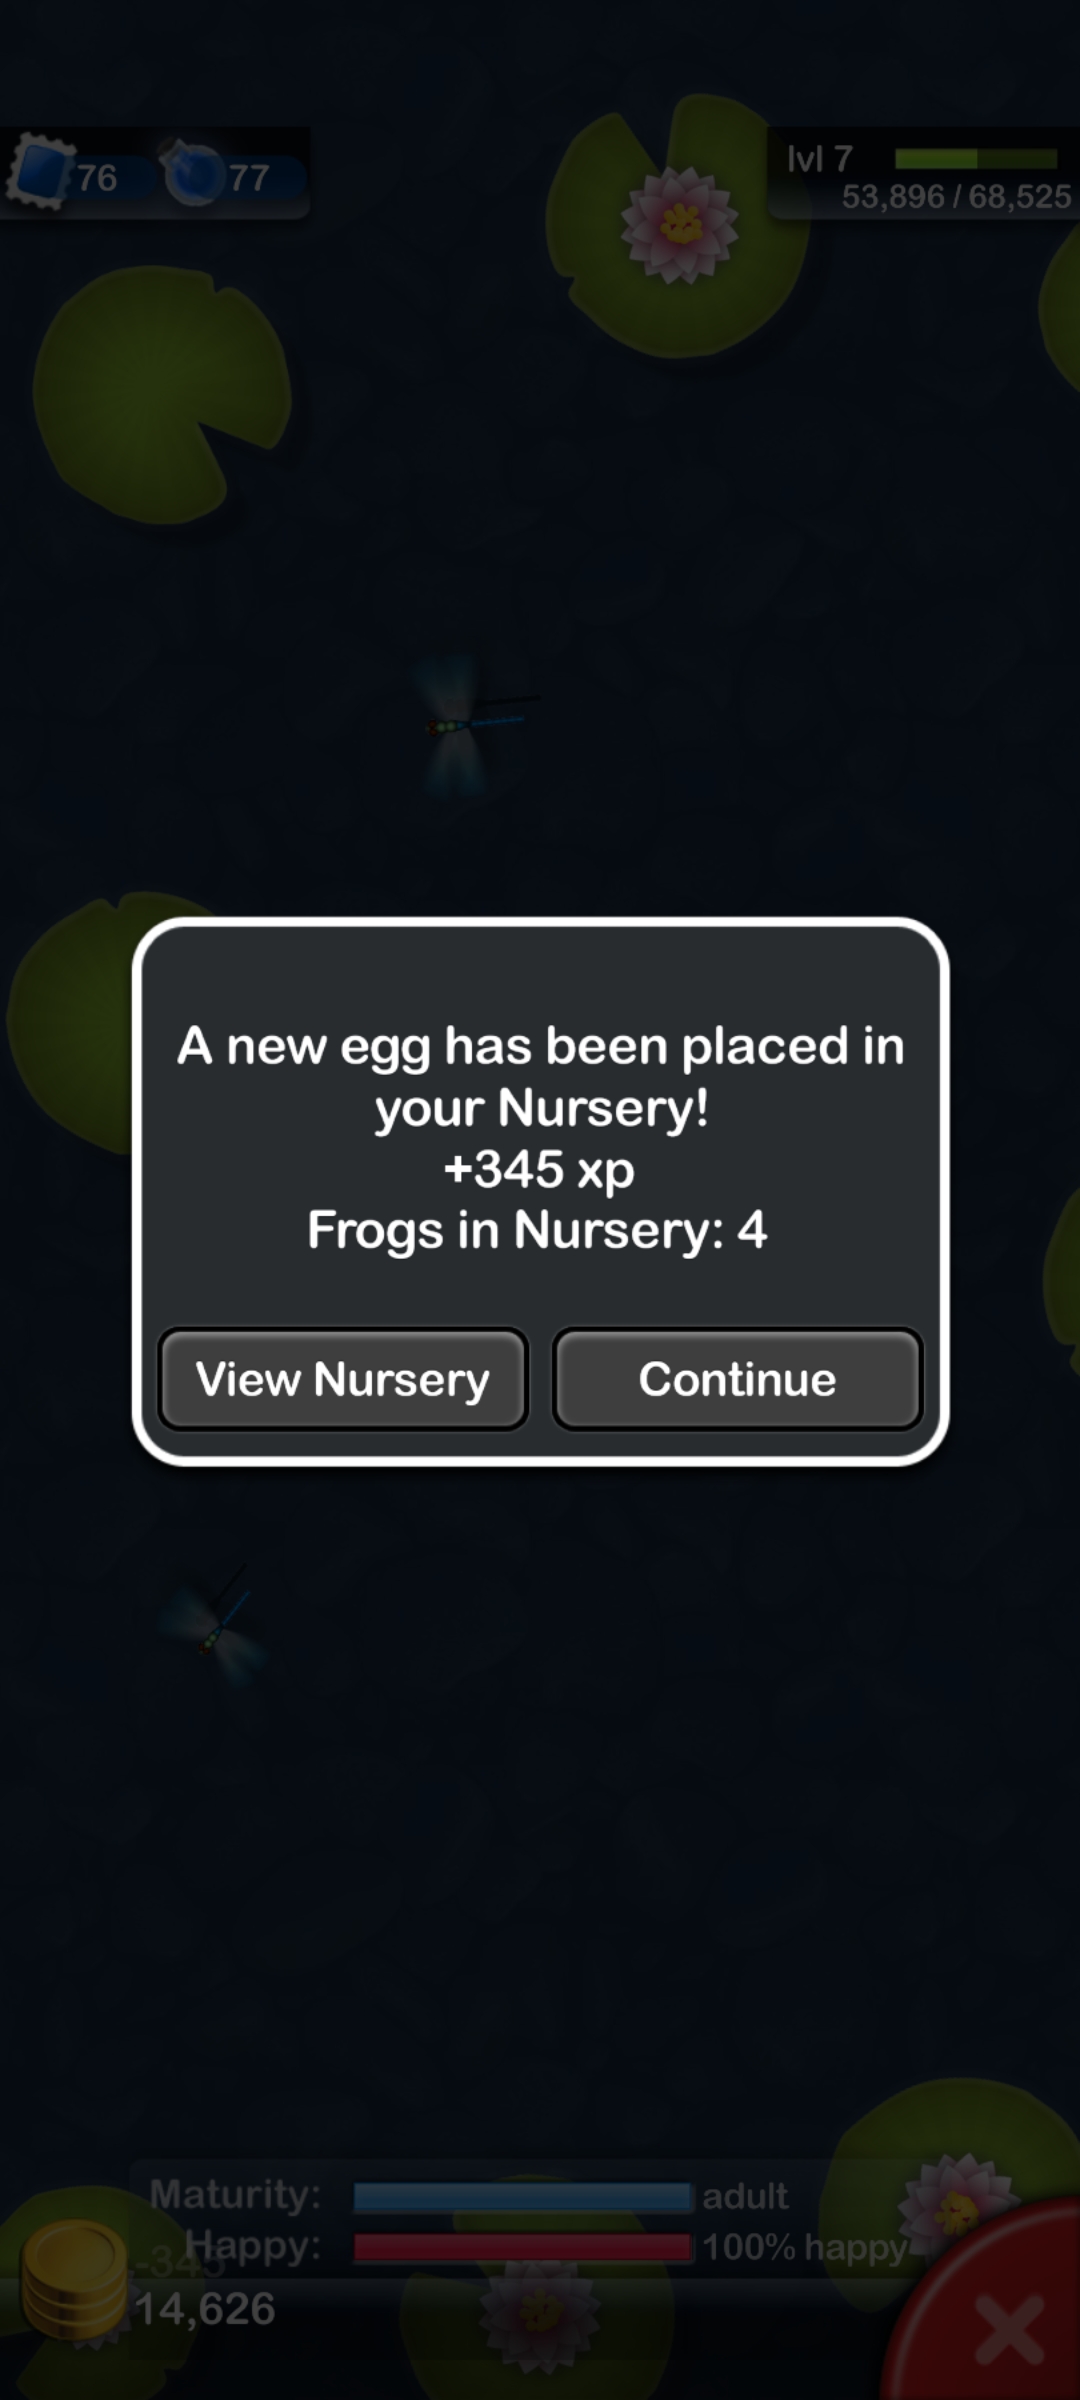 76 77
lvl 7
53,896 / 68,525
A new egg has been placed in
your Nursery!
+345 xp
Frogs in Nursery: 4
View Nursery Continue
Maturity: adult
Happy: 100% happy
-345
14,626